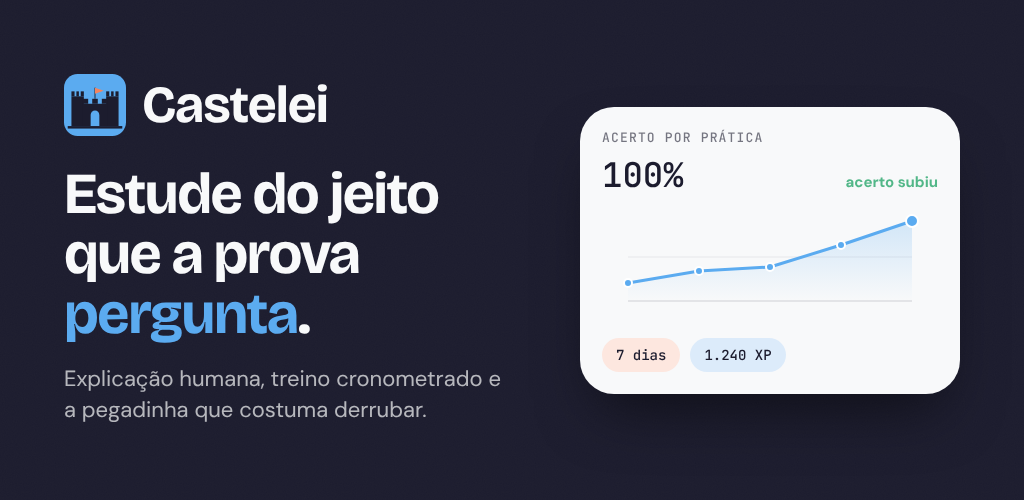 Castelei
Estude do jeito
que a prova
pergunta.
Explicação humana, treino cronometrado e
a pegadinha que costuma derrubar.
ACERTO POR PRÁTICA
100%
acerto subiu
7 dias
1.240 XP